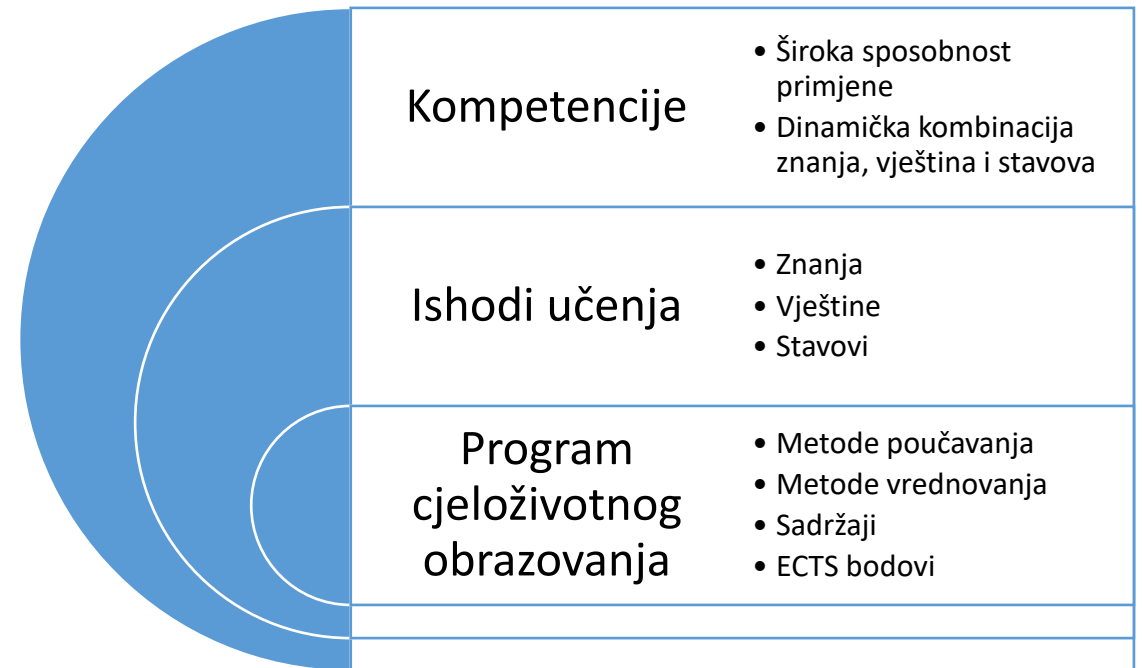 Kompetencije
• Široka sposobnost
primjene
• Dinamička kombinacija
znanja, vještina i stavova
Ishodi učenja
• Znanja
• Vještine
• Stavovi
Program
cjeloživotnog
obrazovanja
• Metode poučavanja
• Metode vrednovanja
• Sadržaji
• ECTS bodovi